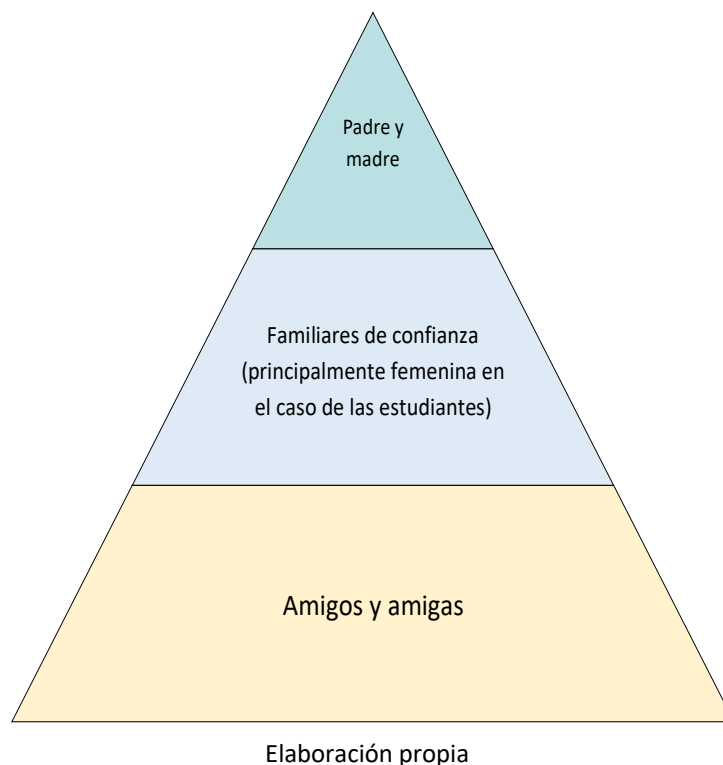 Padre y
madre
Familiares de confianza
(principalmente femenina en
el caso de las estudiantes)
Amigos y amigas
Elaboración propia